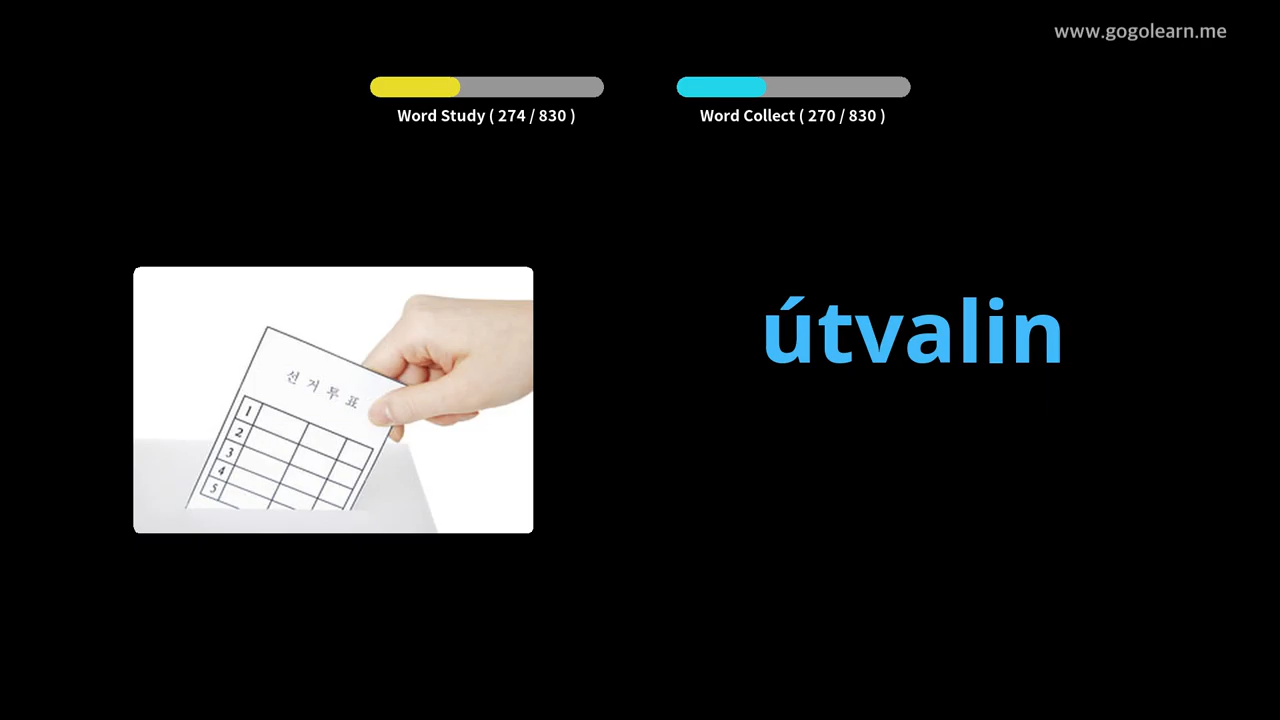 www.gogolearn.me
Word Study ( 274 / 830 )
Word Collect ( 270 / 830 )
선거투표
1
2
3
4
5
útvalin